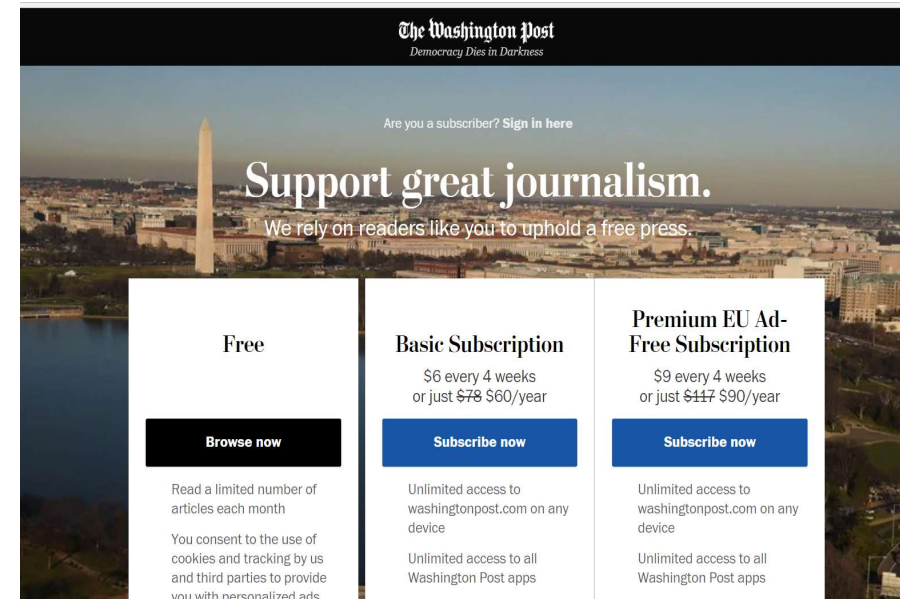 The Washington Post
Democracy Dies in Darkness
Are you a subscriber? Sign in here
Support great journalism.
We rely on readers like you to uphold a free press.
Free
Browse now
Read a limited number of
articles each month
You consent to the use of
cookies and tracking by us
and third parties to provide
you with personalized ads
Basic Subscription
$6 every 4 weeks
or just $78 $60/year
Subscribe now
Unlimited access to
washingtonpost.com on any
device
Unlimited access to all
Washington Post apps
Premium EU Ad-
Free Subscription
$9 every 4 weeks
or just $117 $90/year
Subscribe now
Unlimited access to
washingtonpost.com on any
device
Unlimited access to all
Washington Post apps